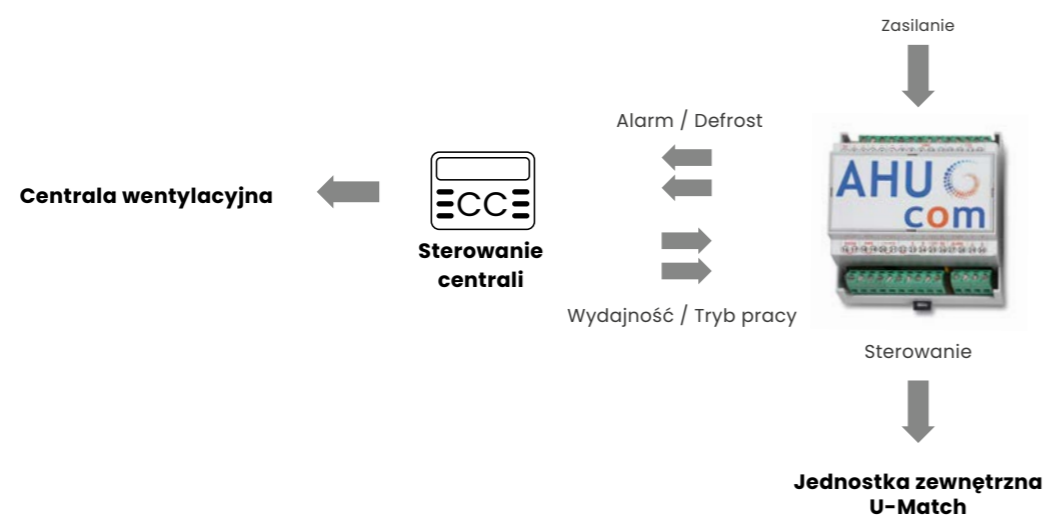 Zasilanie
Alarm / Defrost
AHU
com
Centrala wentylacyjna
CC
Sterowanie
centrali
Wydajność / Tryb pracy
Sterowanie
Jednostka zewnętrzna
U-Match